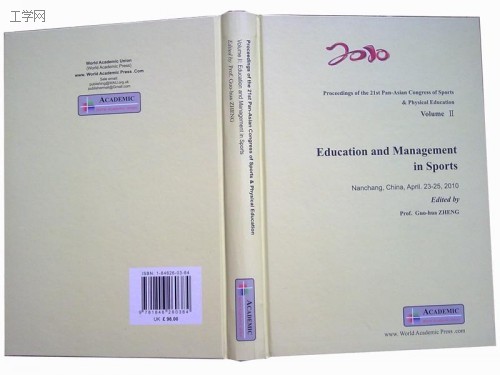 工学网
World Academic Union
(World Academic Press)
www. World Academic Press .Com
ACADEMIC
UK £ 98.00
Proceedings of the 21st Pan-Asian Congress of Sports & Physical Education
Volume II: Education and Management in Sports
Edited by Prof. Guo-hua ZHENG
ACADEMIC
2010
Proceedings of the 21st Pan-Asian Congress of Sports
& Physical Education
Volume II
Education and Management
in Sports
Nanchang, China, April. 23-25, 2010
Edited by
Prof. Guo-hua ZHENG
ACADEMIC
www. World Academic Press .com